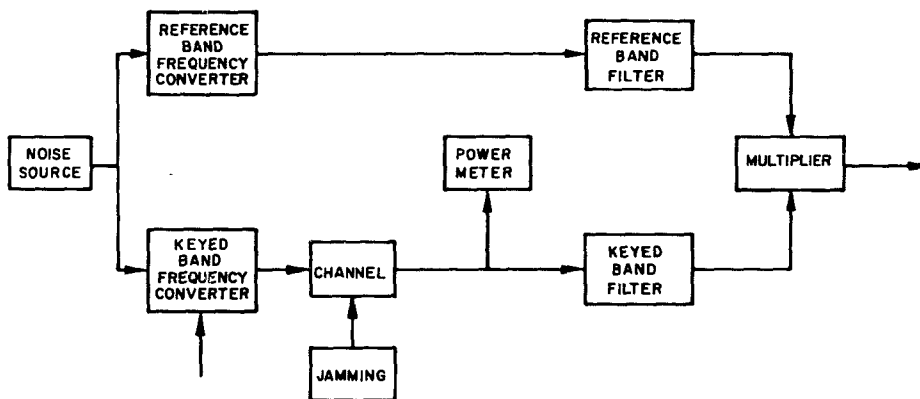 REFERENCE
BAND
FREQUENCY
CONVERTER
REFERENCE
BAND
FILTER
NOISE
SOURCE
POWER
METER
MULTIPLIER
KEYED
BAND
FREQUENCY
CONVERTER
CHANNEL
KEYED
BAND
FILTER
JAMMING